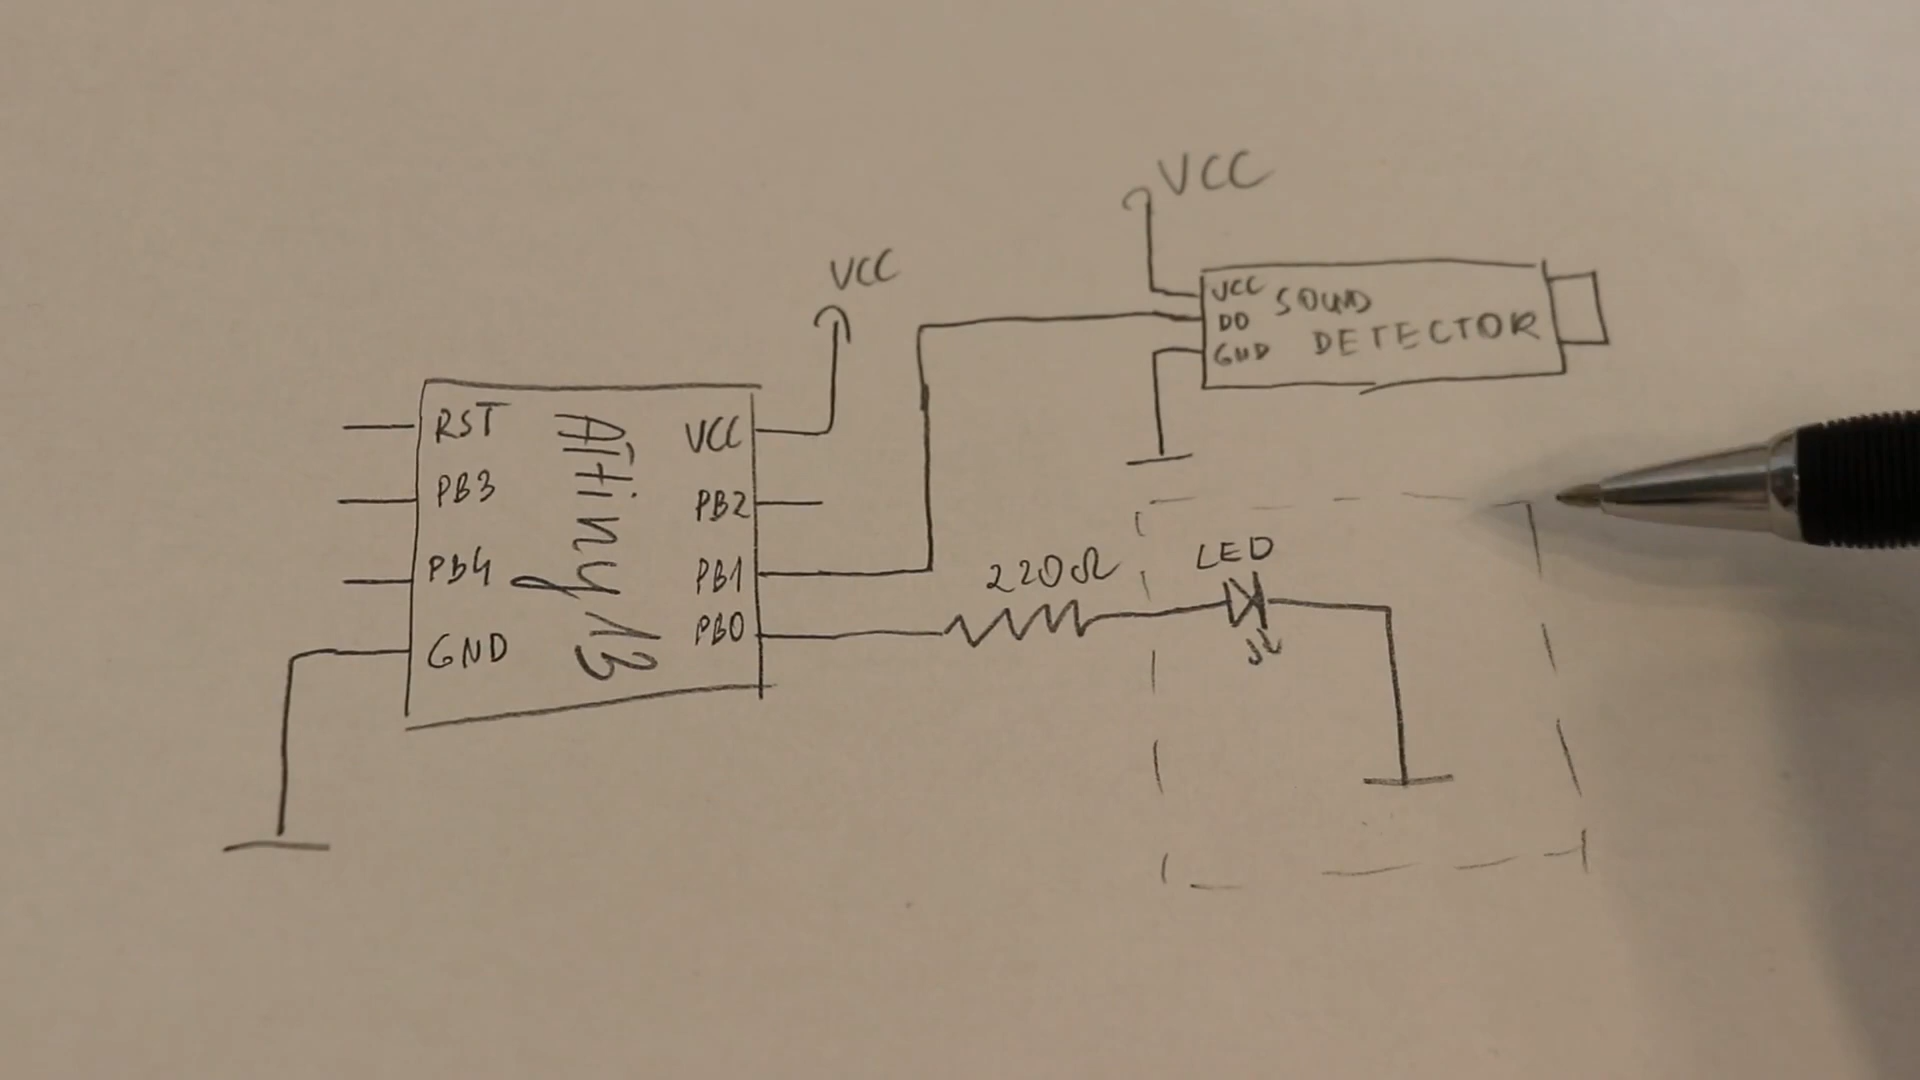 VCC
VCC
VCC SOUND
DO DETECTOR
GND
RST
PB3
PB4
GND
ATtiny13
VCC
PB2
PB1
PB0
220Ω
LED